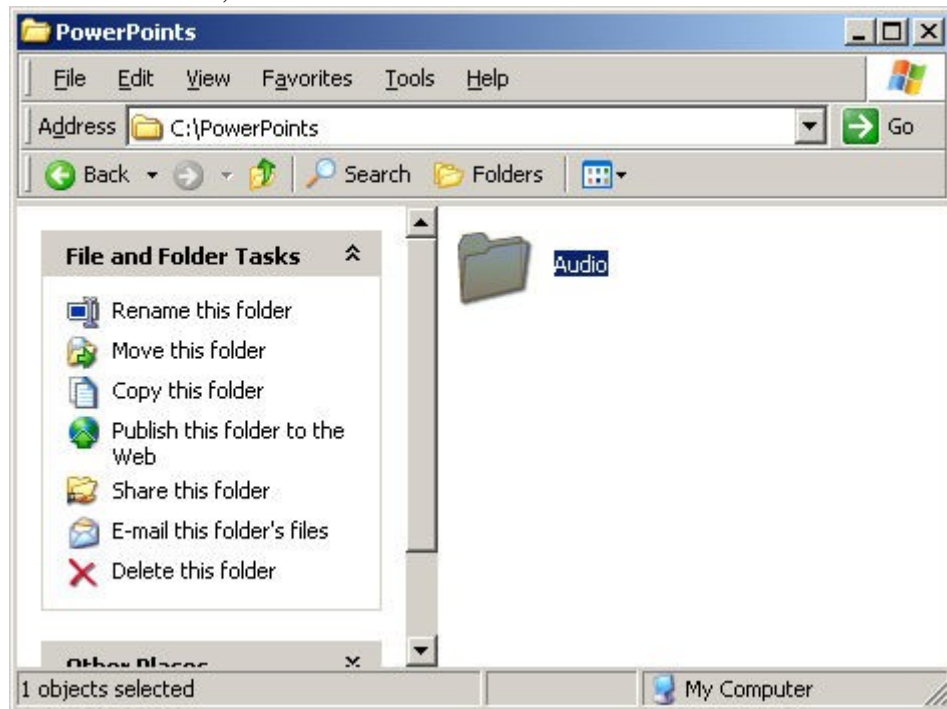 PowerPoints
File Edit View Favorites Tools Help
Address C:\PowerPoints Go
Back Search Folders
File and Folder Tasks
Audio
Rename this folder
Move this folder
Copy this folder
Publish this folder to the
Web
Share this folder
E-mail this folder's files
Delete this folder
Other Places
1 objects selected My Computer